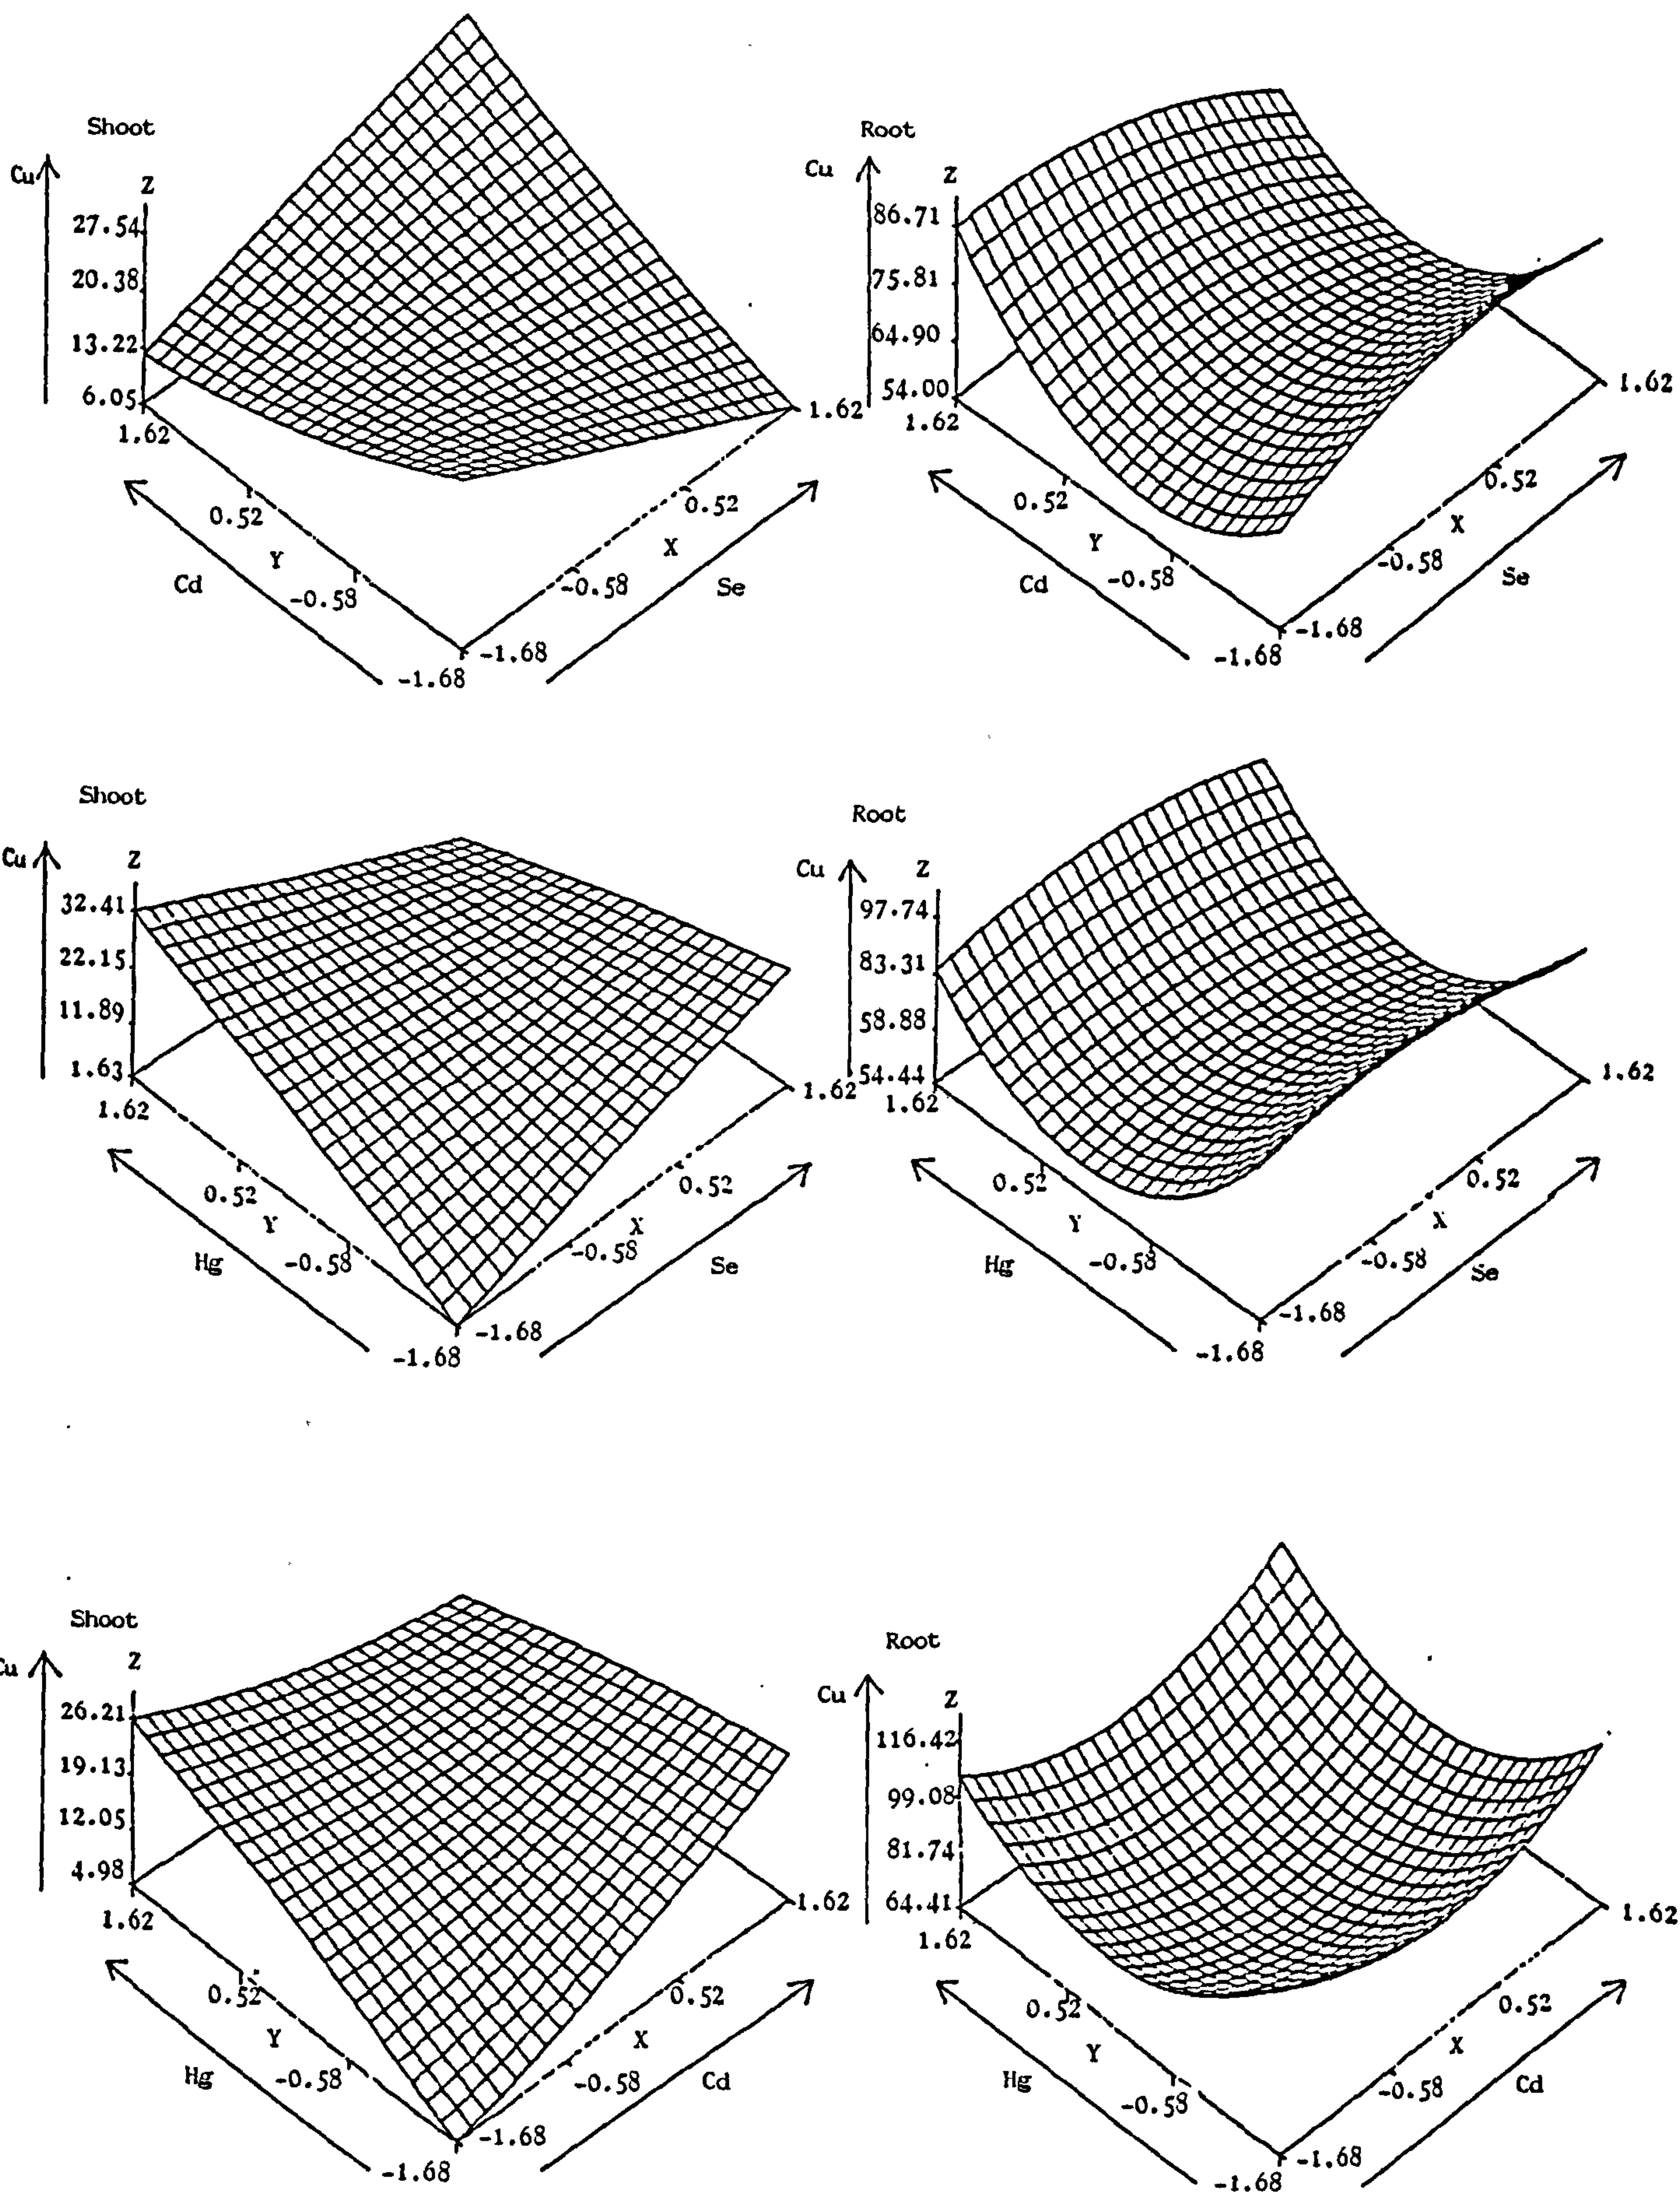 Shoot
Cu
Z
27.54
20.38
13.22
6.05
1.62
0.52
Y
-0.58
Cd
-1.68
-1.68
-0.58
X
0.52
Se
1.62
Root
Cu
Z
86.71
75.81
64.90
54.00
1.62
0.52
Y
-0.58
Cd
-1.68
-1.68
-0.58
X
0.52
Se
1.62
Shoot
Cu
Z
32.41
22.15
11.89
1.63
1.62
0.52
Y
-0.58
Hg
-1.68
-1.68
-0.58
X
0.52
Se
1.62
Root
Cu
Z
97.74
83.31
58.88
54.44
1.62
0.52
Y
-0.58
Hg
-1.68
-1.68
-0.58
X
0.52
Se
1.62
Shoot
Cu
Z
26.21
19.13
12.05
4.98
1.62
0.52
Y
-0.58
Hg
-1.68
-1.68
-0.58
X
0.52
Cd
1.62
Root
Cu
Z
116.42
99.08
81.74
64.41
1.62
0.52
Y
-0.58
Hg
-1.68
-1.68
-0.58
X
0.52
Cd
1.62